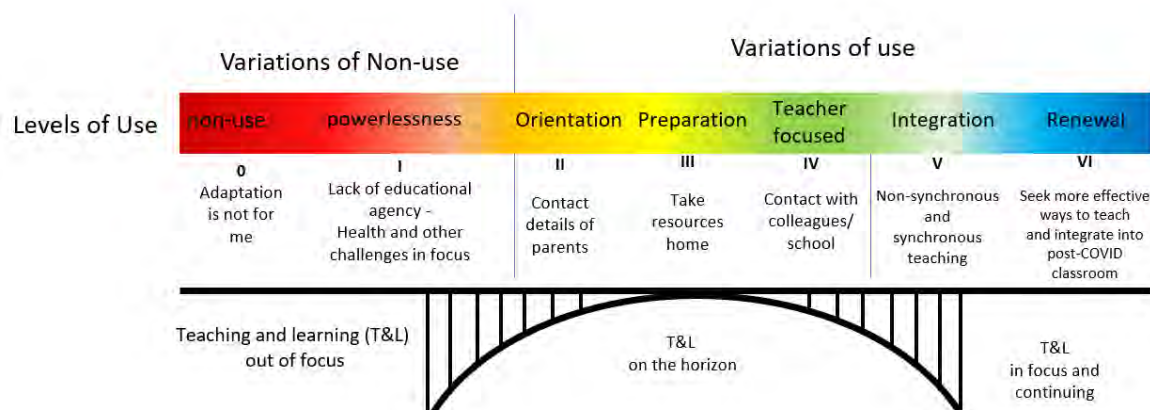 Variations of Non-use
Variations of use
Levels of Use
non-use
powerlessness
Orientation
Preparation
Teacher
focused
Integration
Renewal
0
Adaptation
is not for
me
I
Lack of educational
agency -
Health and other
challenges in focus
II
Contact
details of
parents
III
Take
resources
home
IV
Contact with
colleagues/
school
V
Non-synchronous
and
synchronous
teaching
VI
Seek more effective
ways to teach
and integrate into
post-COVID
classroom
Teaching and learning (T&L)
out of focus
T&L
on the horizon
T&L
in focus and
continuing